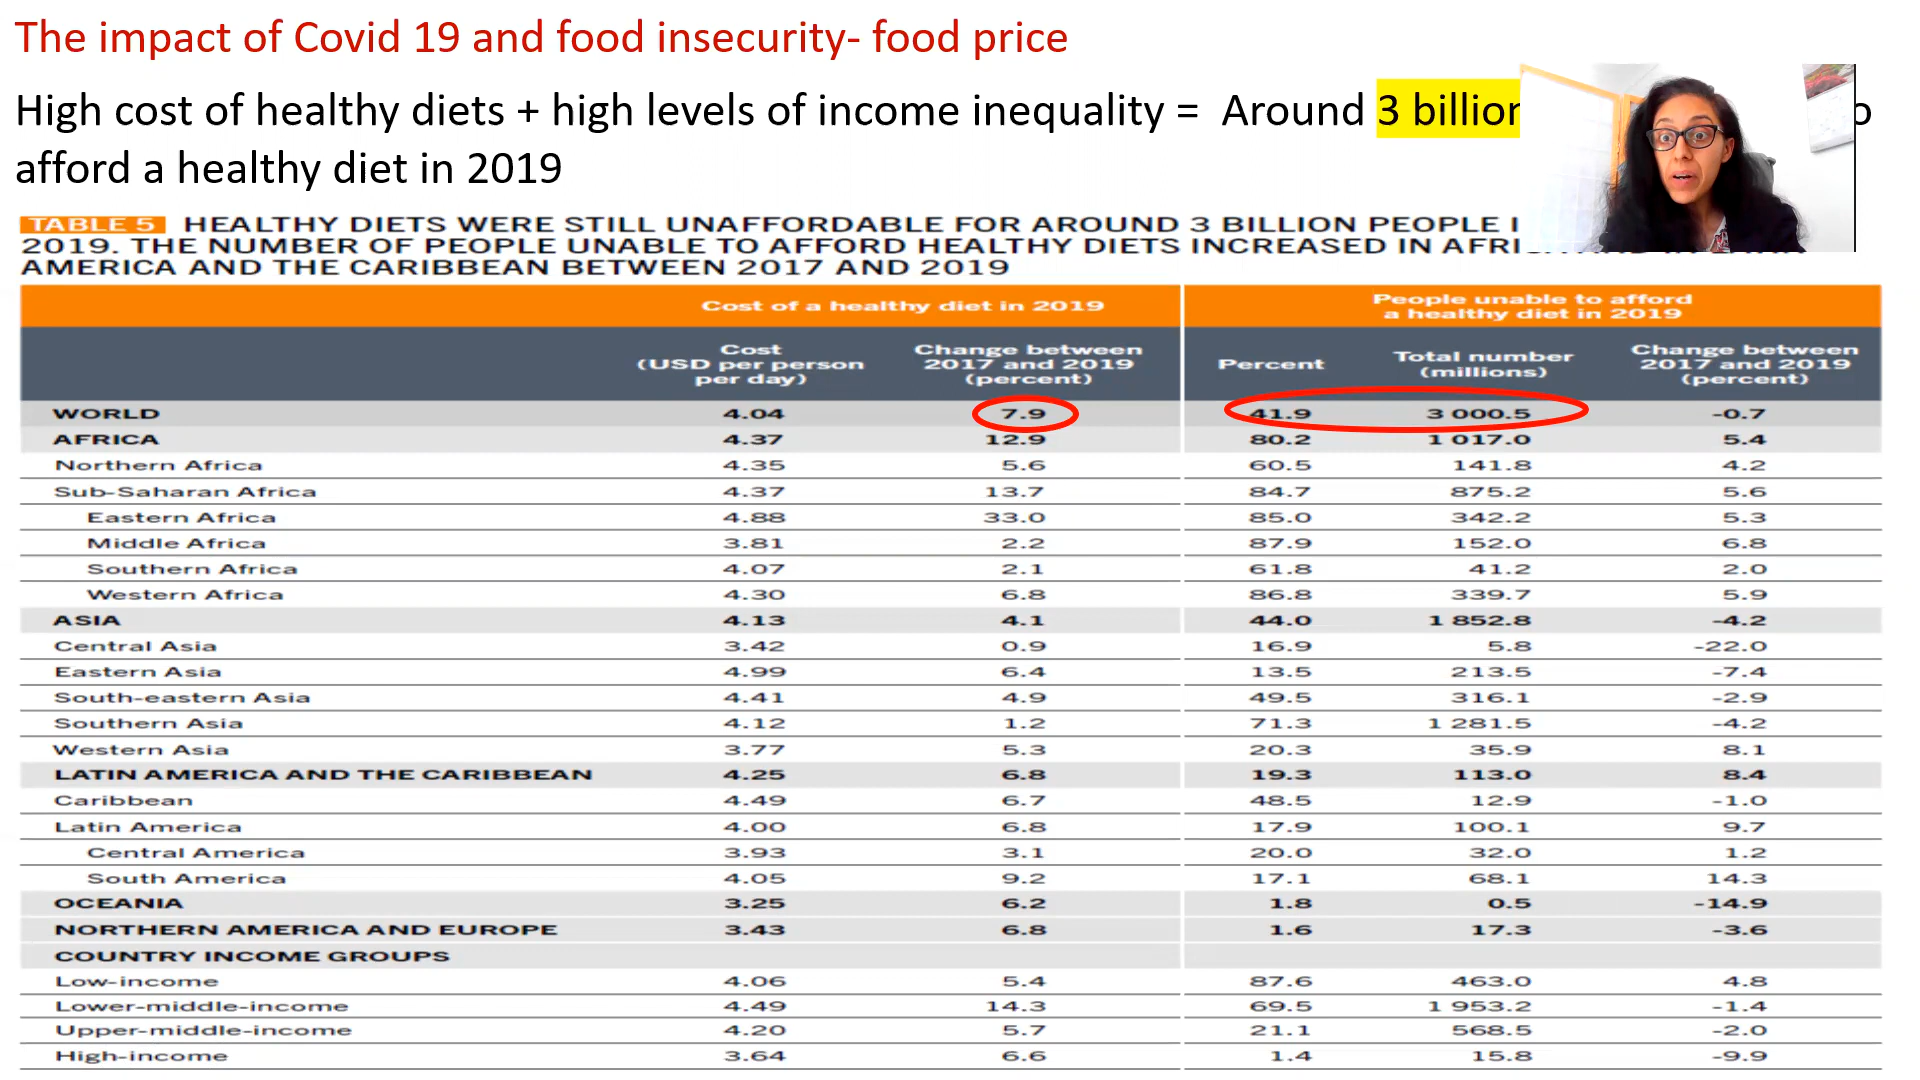 The impact of Covid 19 and food insecurity- food price
High cost of healthy diets + high levels of income inequality = Around 3 billion
afford a healthy diet in 2019
TABLE 5 HEALTHY DIETS WERE STILL UNAFFORDABLE FOR AROUND 3 BILLION PEOPLE
2019. THE NUMBER OF PEOPLE UNABLE TO AFFORD HEALTHY DIETS INCREASED IN
AMERICA AND THE CARIBBEAN BETWEEN 2017 AND 2019
Cost of a healthy diet in 2019 People unable to afford
a healthy diet in 2019
Cost Change between Percent Total number Change between
(USD per person 2017 and 2019 (millions) 2017 and 2019
per day) (percent) (percent)
WORLD 4.04 7.9 41.9 3 000.5 -0.7
AFRICA 4.37 12.9 80.2 1 017.0 5.4
Northern Africa 4.35 5.6 60.5 141.8 4.2
Sub-Saharan Africa 4.37 13.7 84.7 875.2 5.6
Eastern Africa 4.88 33.0 85.0 342.2 5.3
Middle Africa 3.81 2.2 87.9 152.0 6.8
Southern Africa 4.07 2.1 61.8 41.2 2.0
Western Africa 4.30 6.8 86.8 339.7 5.9
ASIA 4.13 4.1 44.0 1 852.8 -4.2
Central Asia 3.42 0.9 16.9 5.8 -22.0
Eastern Asia 4.99 6.4 13.5 213.5 -7.4
South-eastern Asia 4.41 4.9 49.5 316.1 -2.9
Southern Asia 4.12 1.2 71.3 1 281.5 -4.2
Western Asia 3.77 5.3 20.3 35.9 8.1
LATIN AMERICA AND THE CARIBBEAN 4.25 6.8 19.3 113.0 8.4
Caribbean 4.49 6.7 48.5 12.9 -1.0
Latin America 4.00 6.8 17.9 100.1 9.7
Central America 3.93 3.1 20.0 32.0 1.2
South America 4.05 9.2 17.1 68.1 14.3
OCEANIA 3.25 6.2 1.8 0.5 -14.9
NORTHERN AMERICA AND EUROPE 3.43 6.8 1.6 17.3 -3.6
COUNTRY INCOME GROUPS
Low-income 4.06 5.4 87.6 463.0 4.8
Lower-middle-income 4.49 14.3 69.5 1 953.2 -1.4
Upper-middle-income 4.20 5.7 21.1 568.5 -2.0
High-income 3.64 6.6 1.4 15.8 -9.9